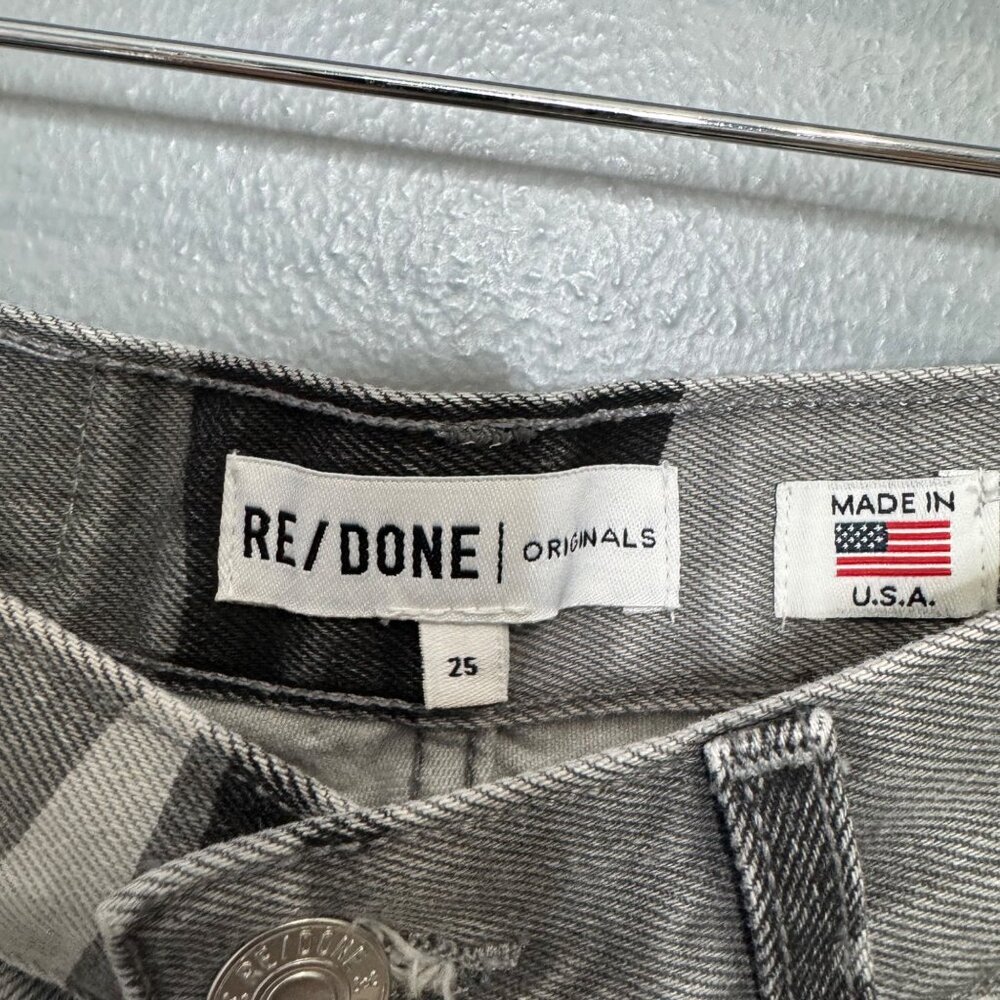 RE/DONE | ORIGINALS
25
MADE IN
U.S.A.
RE/DONE